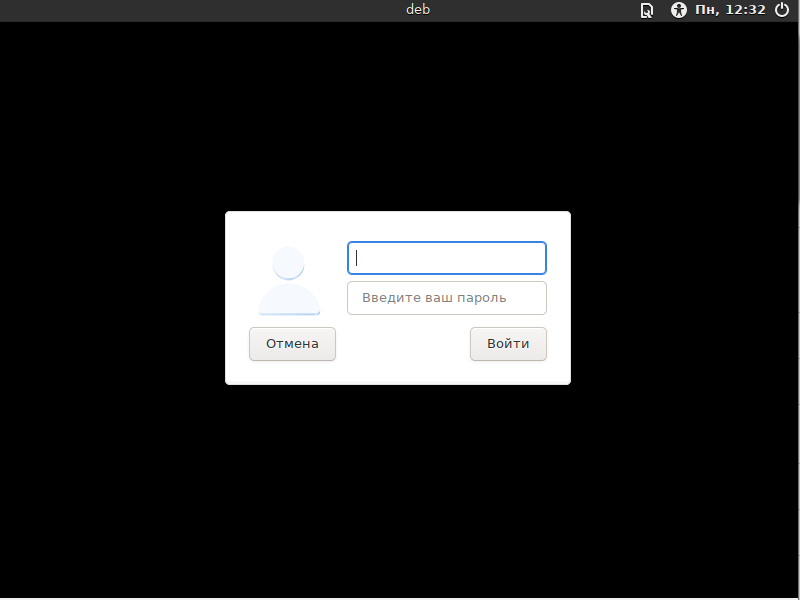 deb
Пн, 12:32
Введите ваш пароль
Отмена
Войти